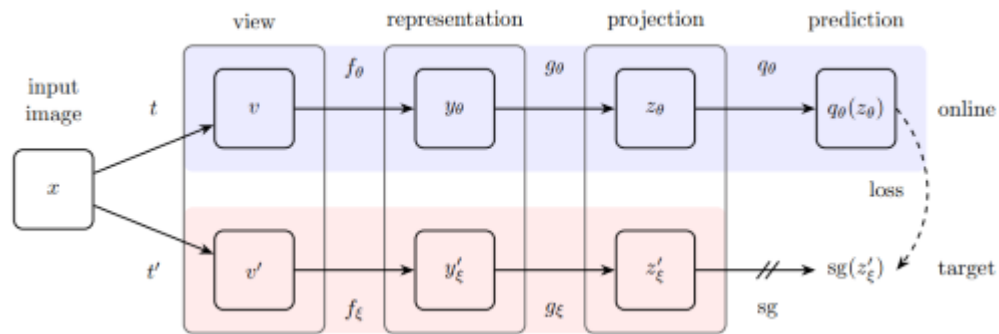 view
representation
projection
prediction
input
image
t
f_θ
g_θ
q_θ
v
y_θ
z_θ
q_θ(z_θ)
online
x
loss
t′
v′
y′_ξ
z′_ξ
sg(z′_ξ)
target
f_ξ
g_ξ
sg